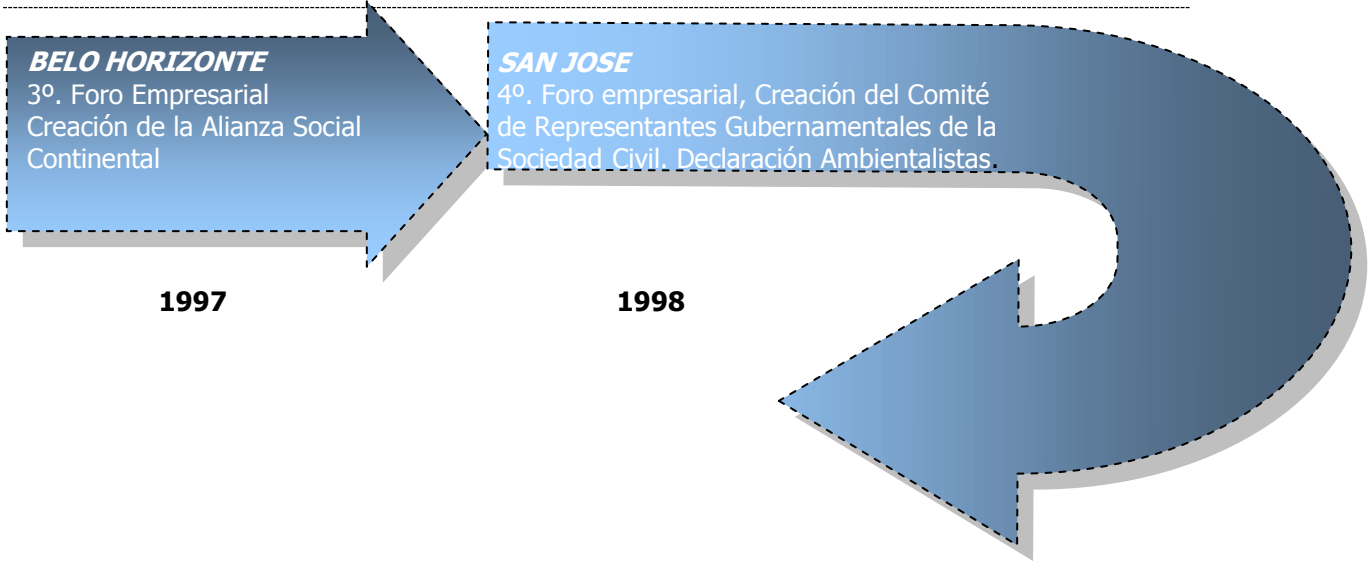 BELO HORIZONTE
3º. Foro Empresarial
Creación de la Alianza Social
Continental
SAN JOSE
4º. Foro empresarial, Creación del Comité
de Representantes Gubernamentales de la
Sociedad Civil. Declaración Ambientalistas.
1997
1998